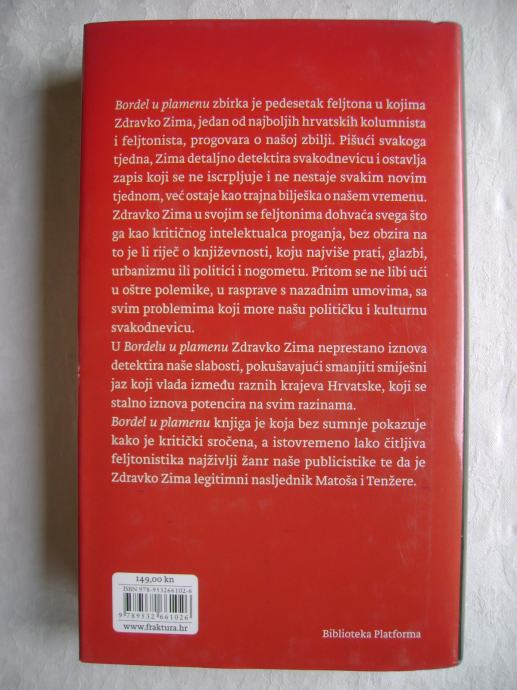 Bordel u plamenu zbirka je pedesetak feljtona u kojima
Zdravko Zima, jedan od najboljih hrvatskih kolumnista
i feljtonista, progovara o našoj zbilji. Pišući svakoga
tjedna, Zima detaljno detektira svakodnevicu i ostavlja
zapis koji se ne iscrpljuje i ne nestaje svakim novim
tjednom, već ostaje kao trajna bilješka o našem vremenu.
Zdravko Zima u svojim se feljtonima dohvaća svega što
ga kao kritičnog intelektualca proganja, bez obzira na
to je li riječ o književnosti, koju najviše prati, glazbi,
urbanizmu ili politici i nogometu. Pritom se ne libi ući
u oštre polemike, u rasprave s nazadnim umovima, sa
svim problemima koji more našu političku i kulturnu
svakodnevicu.
U Bordelu u plamenu Zdravko Zima neprestano iznova
detektira naše slabosti, pokušavajući smanjiti smiješni
jaz koji vlada između raznih krajeva Hrvatske, koji se
stalno iznova potencira na svim razinama.
Bordel u plamenu knjiga je koja bez sumnje pokazuje
kako je kritički sročena, a istovremeno lako čitljiva
feljtonistika najživlji žanr naše publicistike te da je
Zdravko Zima legitimni nasljednik Matoša i Tenžere.
149,00 kn
ISBN 978-953266102-6
9 789532 661026
www.fraktura.hr
Biblioteka Platforma